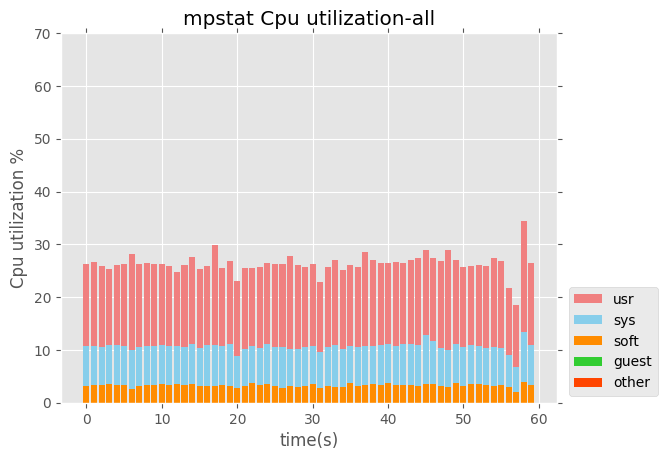 mpstat Cpu utilization-all
Cpu utilization %
70
60
50
40
30
20
10
0
0 10 20 30 40 50 60
time(s)
usr
sys
soft
guest
other